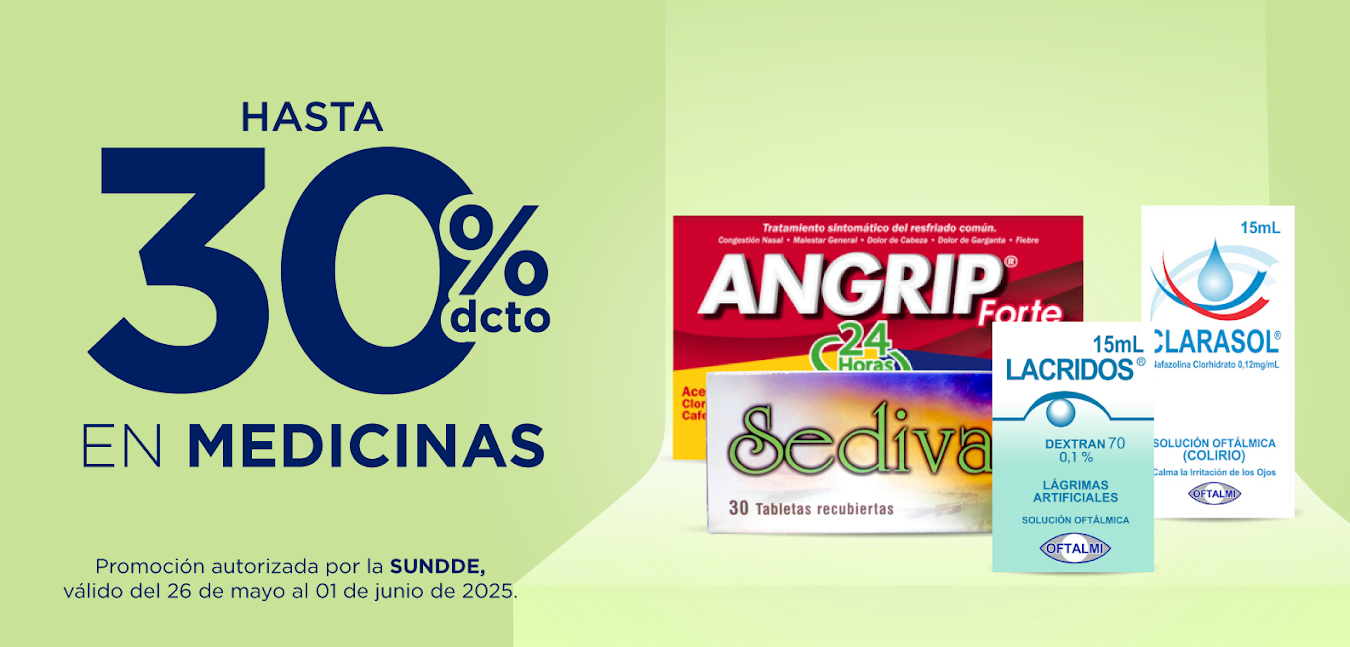 HASTA
30%
dcto
EN MEDICINAS
Promoción autorizada por la SUNDDE,
válido del 26 de mayo al 01 de junio de 2025.
Tratamiento sintomático del resfriado común.
Congestión Nasal • Malestar General • Dolor de Cabeza • Dolor de Garganta • Fiebre
ANGRIP®
Forte
24
Horas
Sediva
30 Tabletas recubiertas
15mL
LACRIDOS®
DEXTRAN 70
0,1 %
LÁGRIMAS
ARTIFICIALES
SOLUCIÓN OFTÁLMICA
OFTALMI
15mL
CLARASOL®
Nafazolina Clorhidrato 0,12mg/mL
SOLUCIÓN OFTÁLMICA
(COLIRIO)
Calma la Irritación de los Ojos
OFTALMI